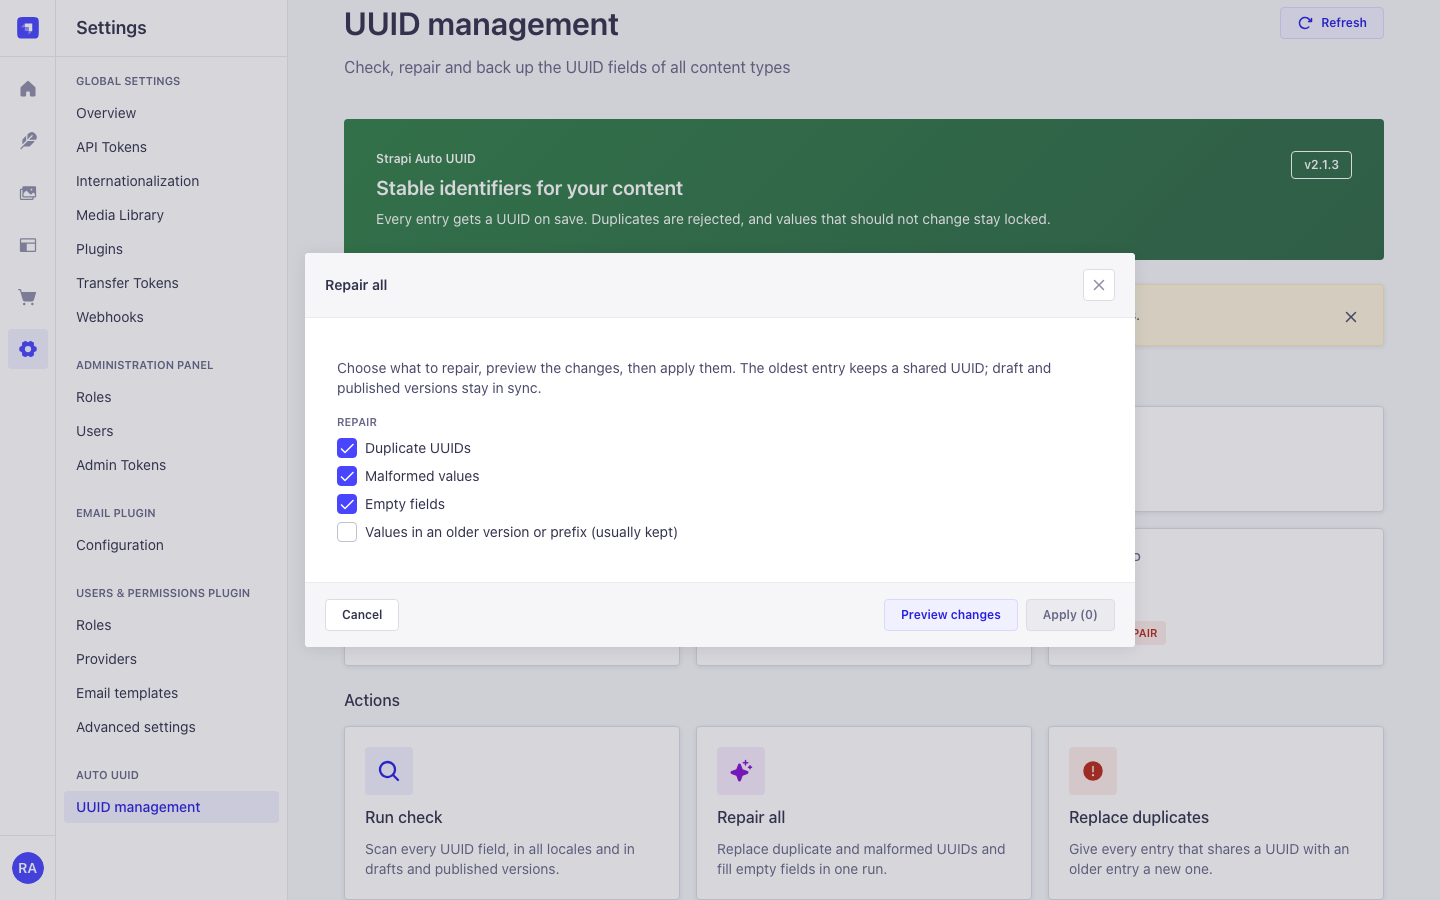 Settings
GLOBAL SETTINGS
Overview
API Tokens
Internationalization
Media Library
Plugins
Transfer Tokens
Webhooks
ADMINISTRATION PANEL
Roles
Users
Admin Tokens
EMAIL PLUGIN
Configuration
USERS & PERMISSIONS PLUGIN
Roles
Providers
Email templates
Advanced settings
AUTO UUID
UUID management
RA
UUID management
Refresh
Check, repair and back up the UUID fields of all content types
Strapi Auto UUID
v2.1.3
Stable identifiers for your content
Every entry gets a UUID on save. Duplicates are rejected, and values that should not change stay locked.
Repair all
Choose what to repair, preview the changes, then apply them. The oldest entry keeps a shared UUID; draft and
published versions stay in sync.
REPAIR
Duplicate UUIDs
Malformed values
Empty fields
Values in an older version or prefix (usually kept)
Cancel
Preview changes
Apply (0)
Actions
Run check
Scan every UUID field, in all locales and in
drafts and published versions.
Repair all
Replace duplicate and malformed UUIDs and
fill empty fields in one run.
Replace duplicates
Give every entry that shares a UUID with an
older entry a new one.